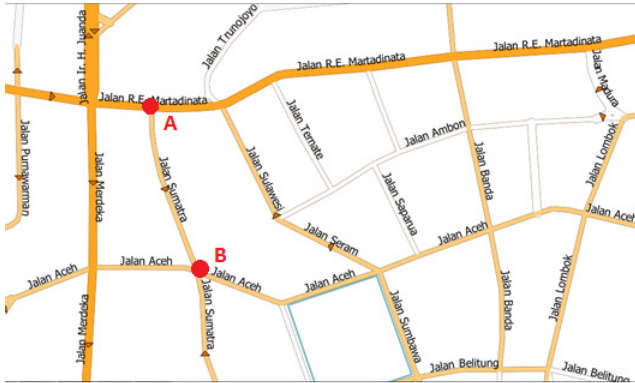 Jalan Ir. H. Juanda
Jalan Trunojoyo
Jalan R.E. Martadinata
Jalan R.E. Martadinata
A
Jalan Madura
Jalan Purnawarman
Jalan Ternate
Jalan Ambon
Jalan Lombok
Jalan Merdeka
Jalan Sumatra
Jalan Sulawesi
Jalan Saparua
Jalan Banda
Jalan Seram
Jalan Aceh
Jalan Aceh
B
Jalan Aceh
Jalan Aceh
Jalan Aceh
Jalan Aceh
Jalan Merdeka
Jalan Sumatra
Jalan Sumbawa
Jalan Banda
Jalan Lombok
Jalan Belitung
Jalan Belitung